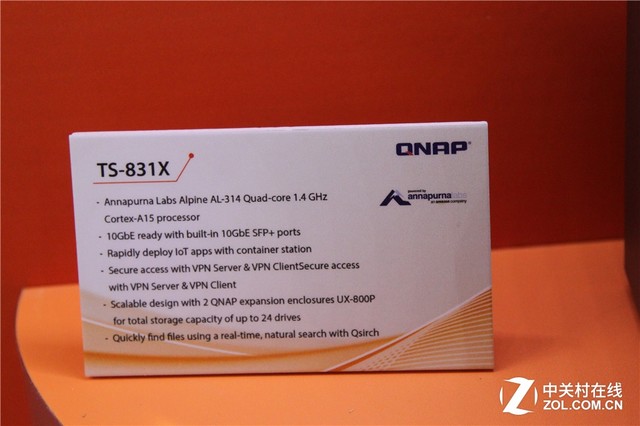 QNAP
TS-831X
powered by
annapurnalabs
an amazon company
- Annapurna Labs Alpine AL-314 Quad-core 1.4 GHz
Cortex-A15 processor
- 10GbE ready with built-in 10GbE SFP+ ports
- Rapidly deploy IoT apps with container station
- Secure access with VPN Server & VPN ClientSecure access
with VPN Server & VPN Client
- Scalable design with 2 QNAP expansion enclosures UX-800P
for total storage capacity of up to 24 drives
- Quickly find files using a real-time, natural search with Qsirch
中关村在线
ZOL.COM.CN